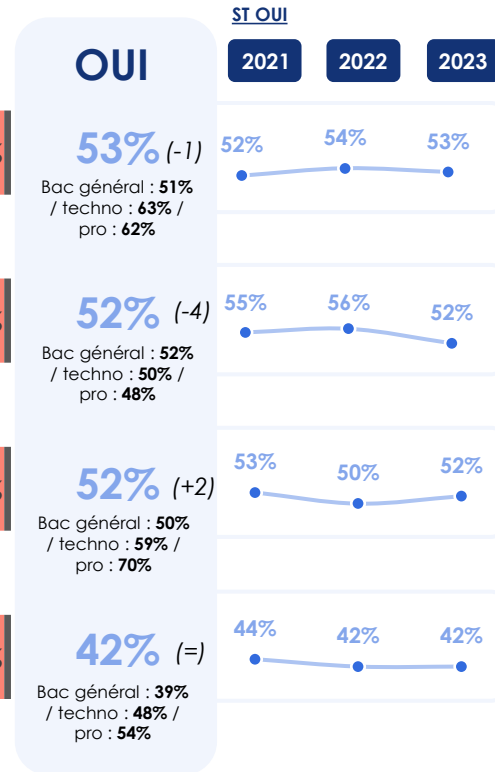 ST OUI
OUI
2021
2022
2023
53% (-1)
52%
54%
53%
Bac général : 51%
/ techno : 63% /
pro : 62%
52% (-4)
55%
56%
52%
Bac général : 52%
/ techno : 50% /
pro : 48%
52% (+2)
53%
50%
52%
Bac général : 50%
/ techno : 59% /
pro : 70%
42% (=)
44%
42%
42%
Bac général : 39%
/ techno : 48% /
pro : 54%